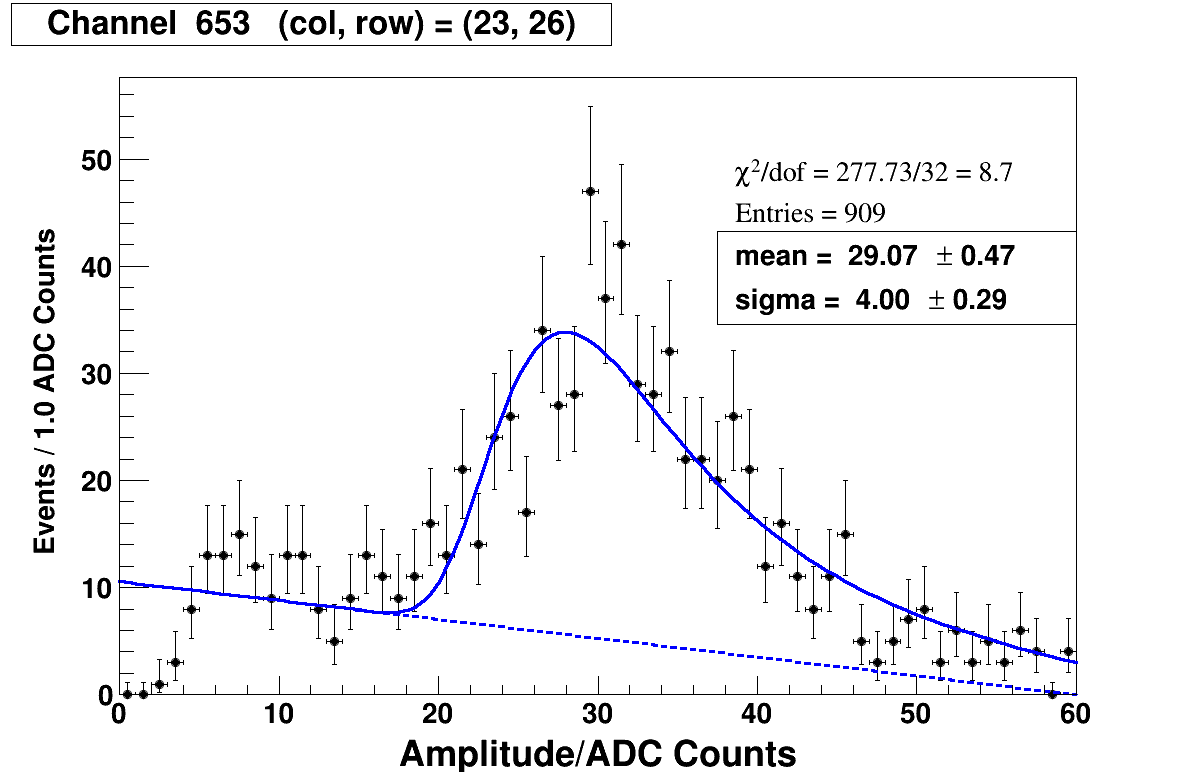 Channel 653 (col, row) = (23, 26)
χ²/dof = 277.73/32 = 8.7
Entries = 909
mean = 29.07 ± 0.47
sigma = 4.00 ± 0.29
Events / 1.0 ADC Counts
50
40
30
20
10
0
0 10 20 30 40 50 60
Amplitude/ADC Counts